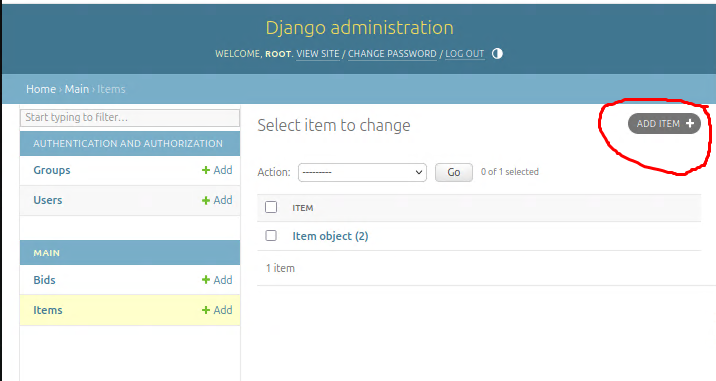 Django administration
WELCOME, ROOT. VIEW SITE / CHANGE PASSWORD / LOG OUT
Home › Main › Items
Start typing to filter...
AUTHENTICATION AND AUTHORIZATION
Groups + Add
Users + Add
MAIN
Bids + Add
Items + Add
Select item to change
ADD ITEM +
Action: --------- Go 0 of 1 selected
ITEM
Item object (2)
1 item